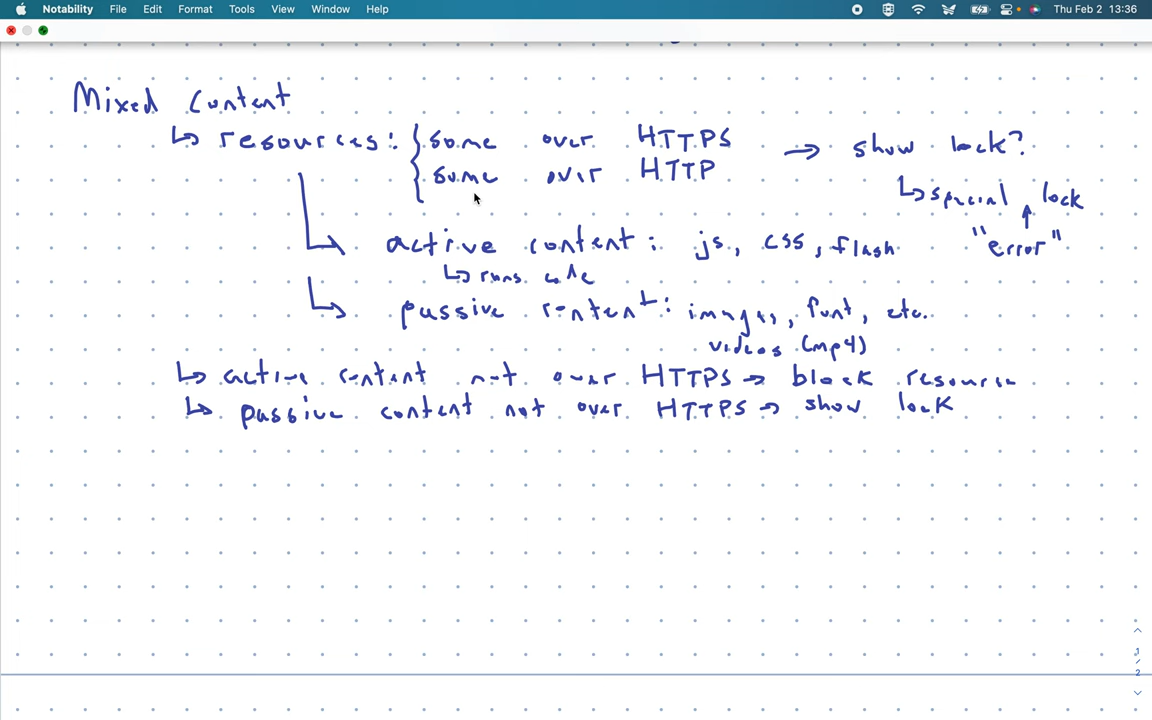 Notability File Edit Format Tools View Window Help Thu Feb 2 13:36
Mixed Content
↳ resources: { some over HTTPS → show lock?
some over HTTP
↳ special lock
↳ active content: js, css, flash ↑ "error"
↳ runs code
↳ passive content: images, font, etc.
videos (mp4)
↳ active content not over HTTPS → block resource
↳ passive content not over HTTPS → show lock
1
/
2